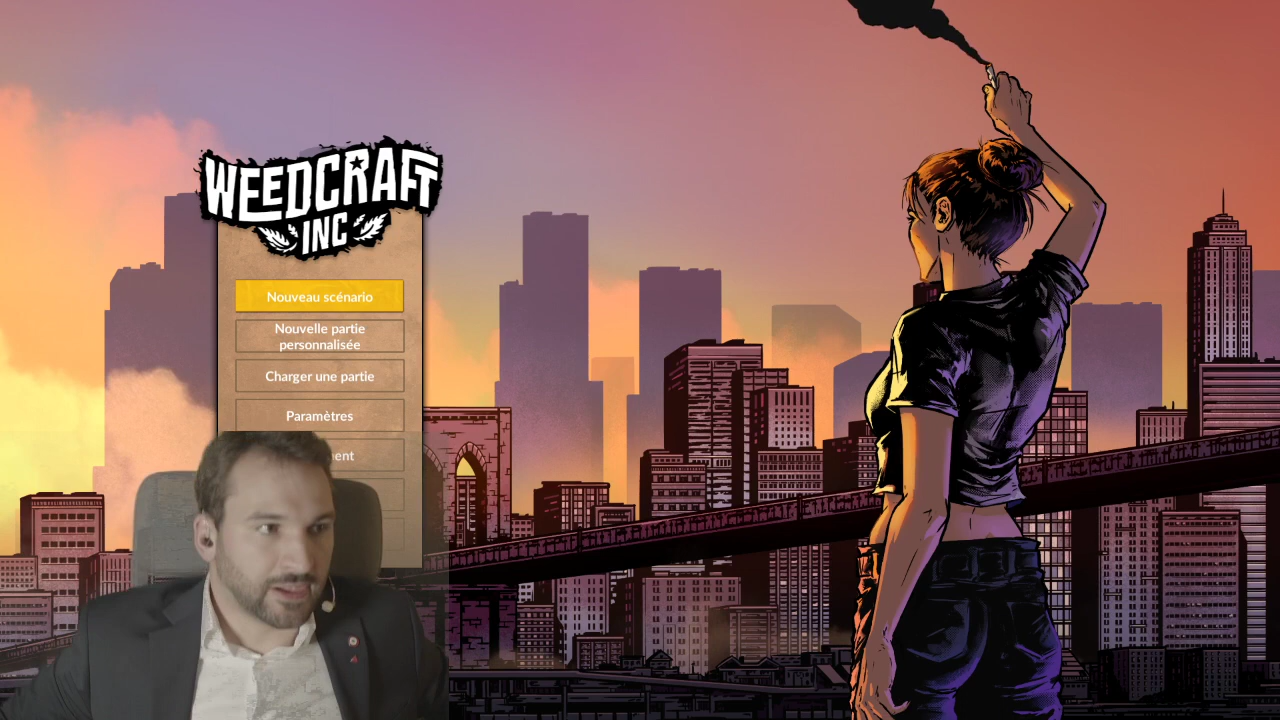 WEEDCRAFT
INC
Nouveau scénario
Nouvelle partie
personnalisée
Charger une partie
Paramètres